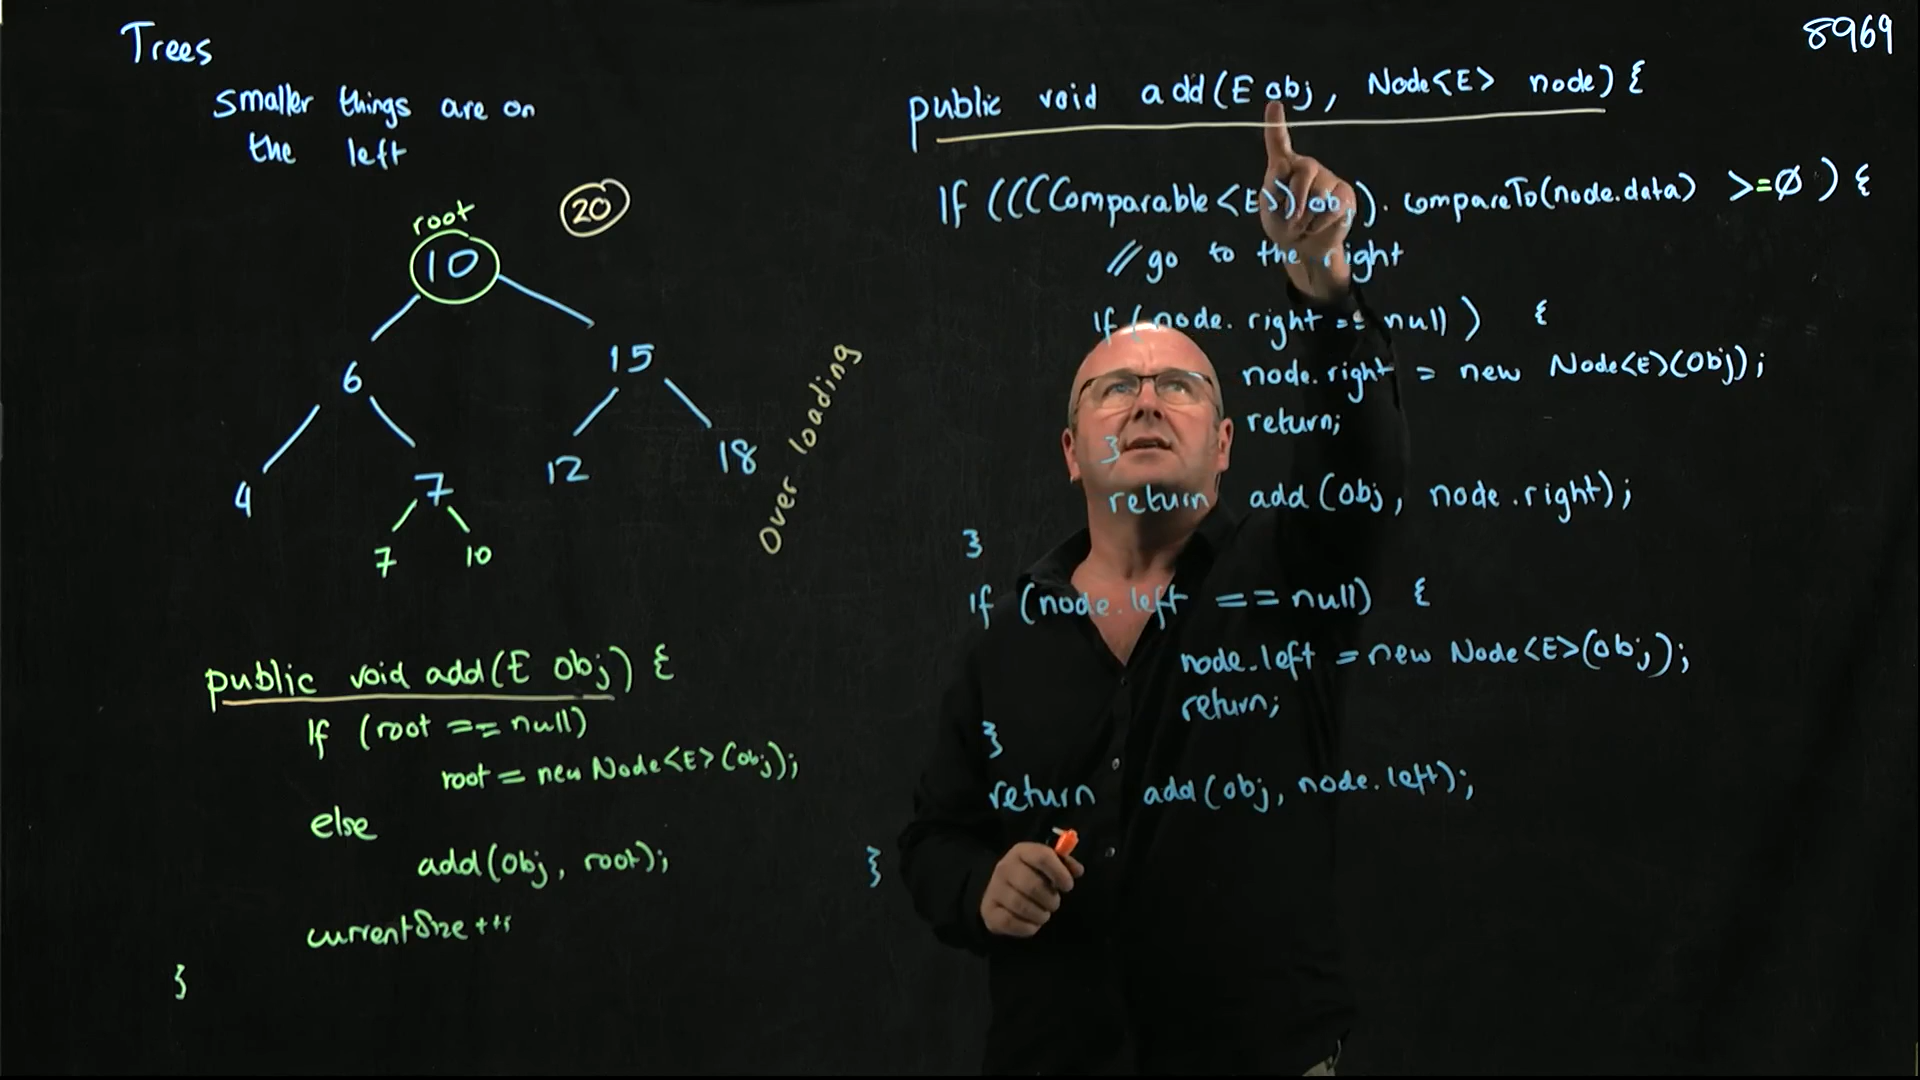 Trees
8969
smaller things are on
the left
root
20
10
6
15
4
7
12
18
7
10
Over loading
public void add(E obj) {
If (root == null)
root = new Node<E>(obj);
else
add(obj, root);
currentSize++;
}
public void add(E obj, Node<E> node) {
If (((Comparable<E>) obj).compareTo(node.data) >=Ø) {
// go to the right
If (node.right == null) {
node.right = new Node<E>(obj);
return;
}
return add(obj, node.right);
}
If (node.left == null) {
node.left = new Node<E>(obj);
return;
}
return add(obj, node.left);
}